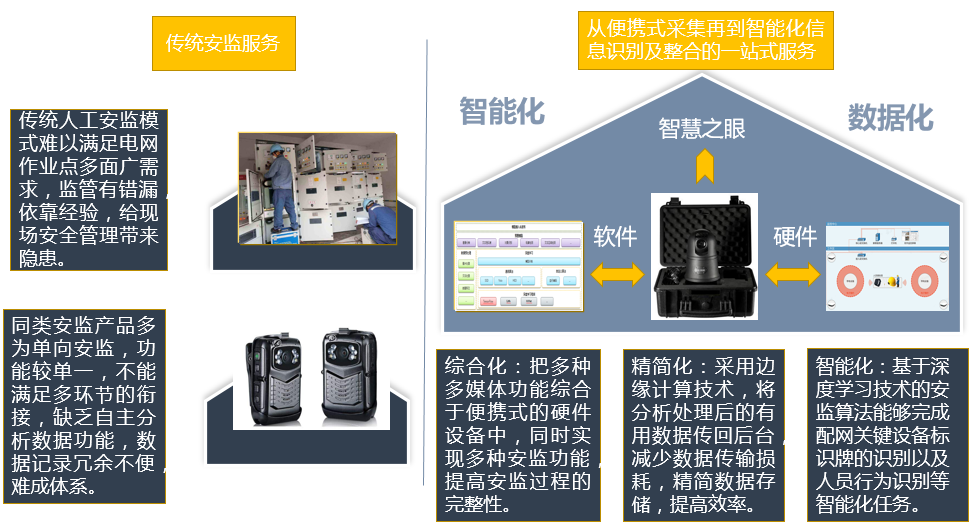 传统安监服务
传统人工安监模
式难以满足电网
作业点多面广需
求，监管有错漏，
依靠经验，给现
场安全管理带来
隐患。
同类安监产品多
为单向安监，功
能较单一，不能
满足多环节的衔
接，缺乏自主分
析数据功能，数
据记录冗余不便，
难成体系。
从便携式采集再到智能化信
息识别及整合的一站式服务
智能化
数据化
智慧之眼
软件
硬件
综合化：把多种
多媒体功能综合
于便携式的硬件
设备中，同时实
现多种安监功能，
提高安监过程的
完整性。
精简化：采用边
缘计算技术，将
分析处理后的有
用数据传回后台，
减少数据传输损
耗，精简数据存
储，提高效率。
智能化：基于深
度学习技术的安
监算法能够完成
配网关键设备标
识牌的识别以及
人员行为识别等
智能化任务。